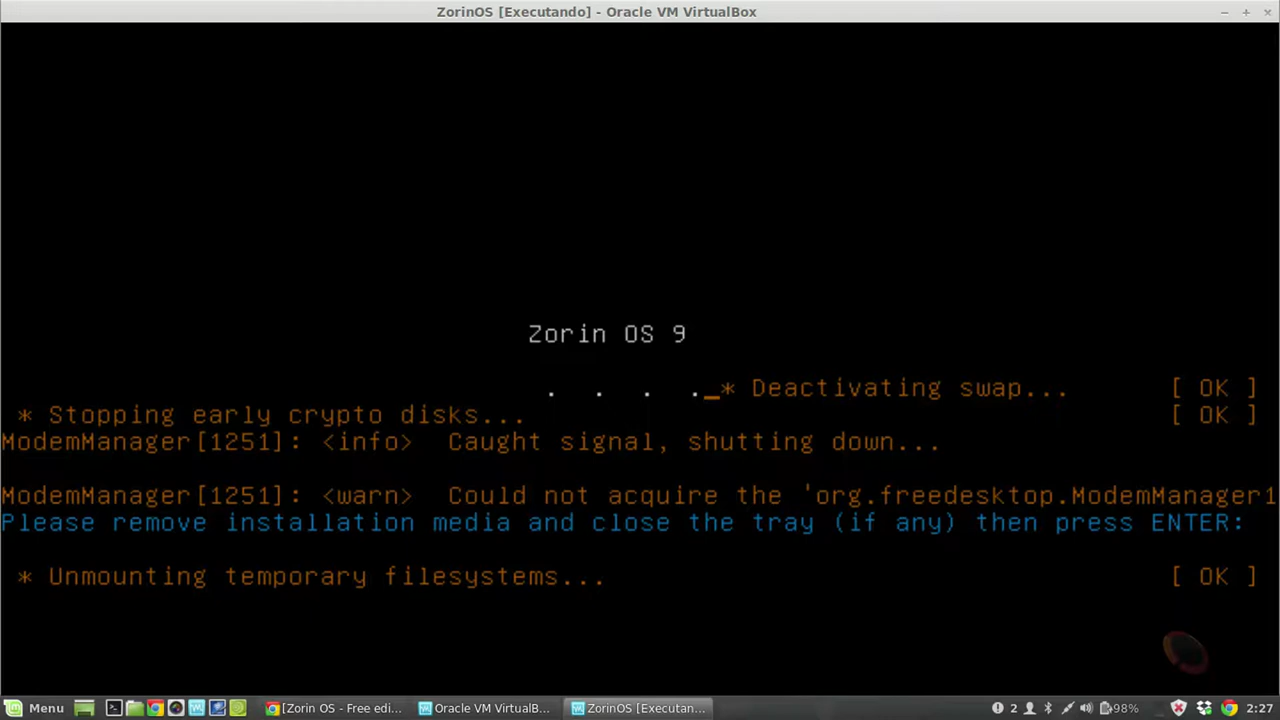 ZorinOS [Executando] - Oracle VM VirtualBox
Zorin OS 9
. . . ._* Deactivating swap... [ OK ]
* Stopping early crypto disks... [ OK ]
ModemManager[1251]: <info> Caught signal, shutting down...
ModemManager[1251]: <warn> Could not acquire the 'org.freedesktop.ModemManager1
Please remove installation media and close the tray (if any) then press ENTER:
* Unmounting temporary filesystems... [ OK ]
Menu [Zorin OS - Free edi... Oracle VM VirtualB... ZorinOS [Executan... 2 98% 2:27